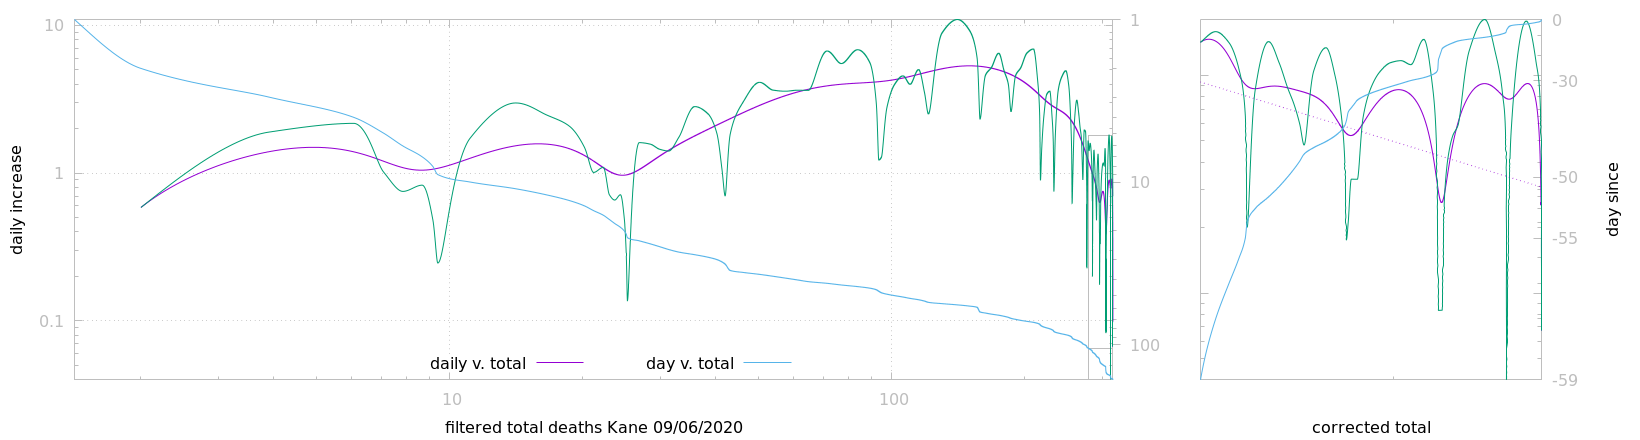 10
1
0.1
daily increase
daily v. total
day v. total
10
100
filtered total deaths Kane 09/06/2020
1
10
100
0
-30
-50
-55
-59
day since
corrected total